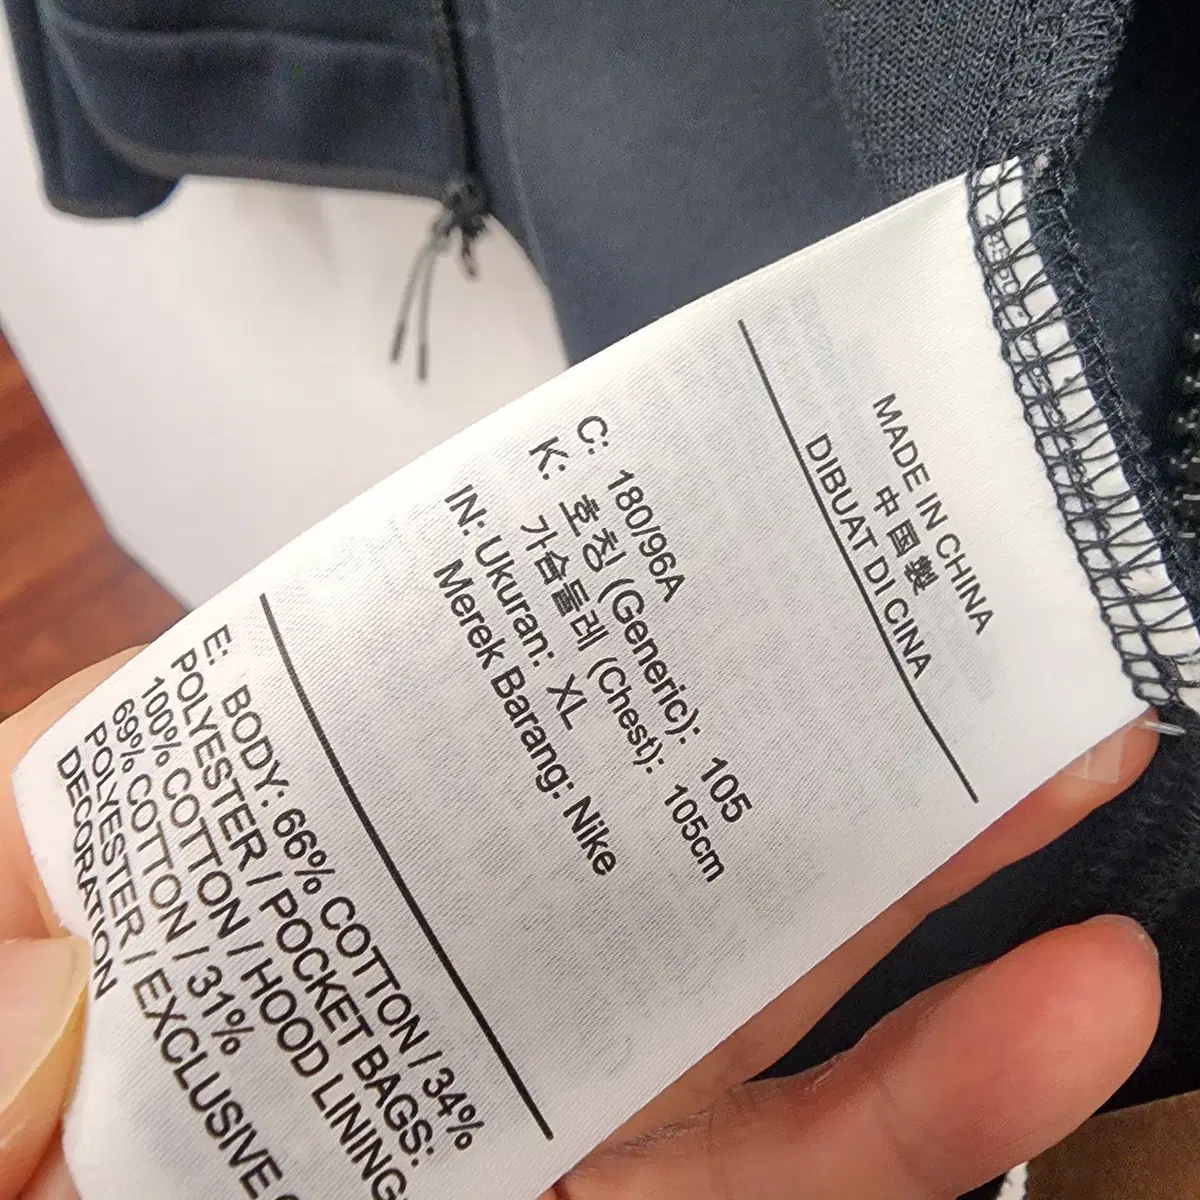 MADE IN CHINA
中国製
DIBUAT DI CINA
C: 180/96A
K: 호칭 (Generic): 105
가슴둘레 (Chest): 105cm
IN: Ukuran: XL
Merek Barang: Nike
E: BODY: 66% COTTON / 34%
POLYESTER / POCKET BAGS:
100% COTTON / HOOD LINING
69% COTTON / 31%
POLYESTER / EXCLUSIVE
DECORATION